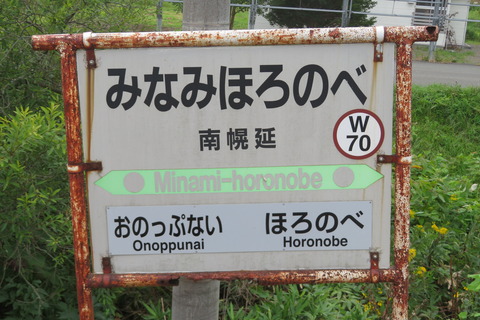 みなみほろのべ
南幌延
W
70
Minami-horonobe
おのっぷない ほろのべ
Onoppunai Horonobe